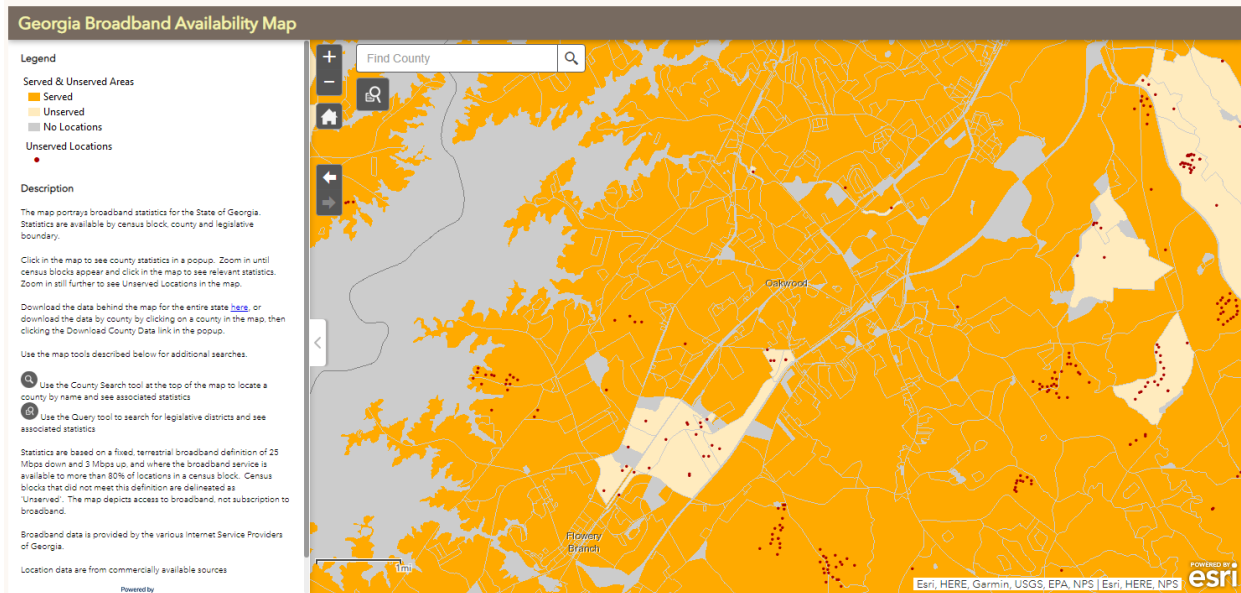 Georgia Broadband Availability Map
Legend
Served & Unserved Areas
Served
Unserved
No Locations
Unserved Locations
Description
The map portrays broadband statistics for the State of Georgia.
Statistics are available by census block, county and legislative
boundary.
Click in the map to see county statistics in a popup. Zoom in until
census blocks appear and click in the map to see relevant statistics.
Zoom in still further to see Unserved Locations in the map.
Download the data behind the map for the entire state here, or
download the data by county by clicking on a county in the map, then
clicking the Download County Data link in the popup.
Use the map tools described below for additional searches.
Use the County Search tool at the top of the map to locate a
county by name and see associated statistics
Use the Query tool to search for legislative districts and see
associated statistics
Statistics are based on a fixed, terrestrial broadband definition of 25
Mbps down and 3 Mbps up, and where the broadband service is
available to more than 80% of locations in a census block. Census
blocks that did not meet this definition are delineated as
'Unserved'. The map depicts access to broadband, not subscription to
broadband.
Broadband data is provided by the various Internet Service Providers
of Georgia.
Location data are from commercially available sources
Powered by
Find County
Oakwood
Flowery
Branch
1mi
Esri, HERE, Garmin, USGS, EPA, NPS | Esri, HERE, NPS
POWERED BY
esri